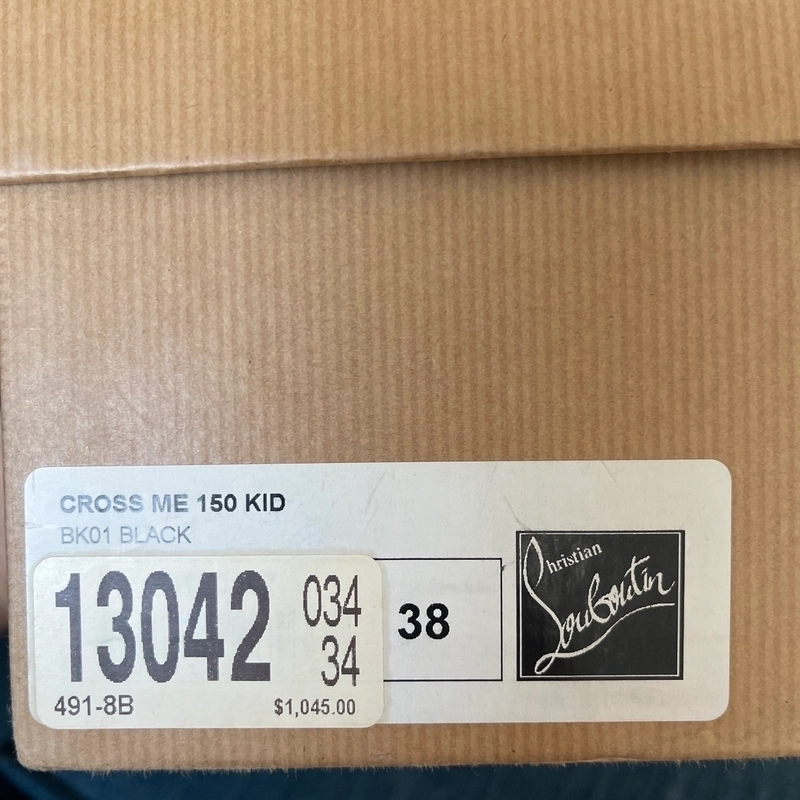 CROSS ME 150 KID
BK01 BLACK
13042
034
34
491-8B
$1,045.00
38
Christian
Louboutin